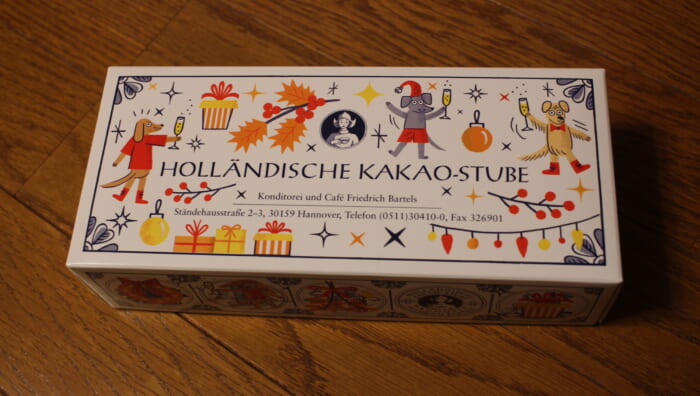 HOLLÄNDISCHE KAKAO-STUBE
Konditorei und Café Friedrich Bartels
Ständehausstraße 2–3, 30159 Hannover, Telefon (0511)30410-0, Fax 326901